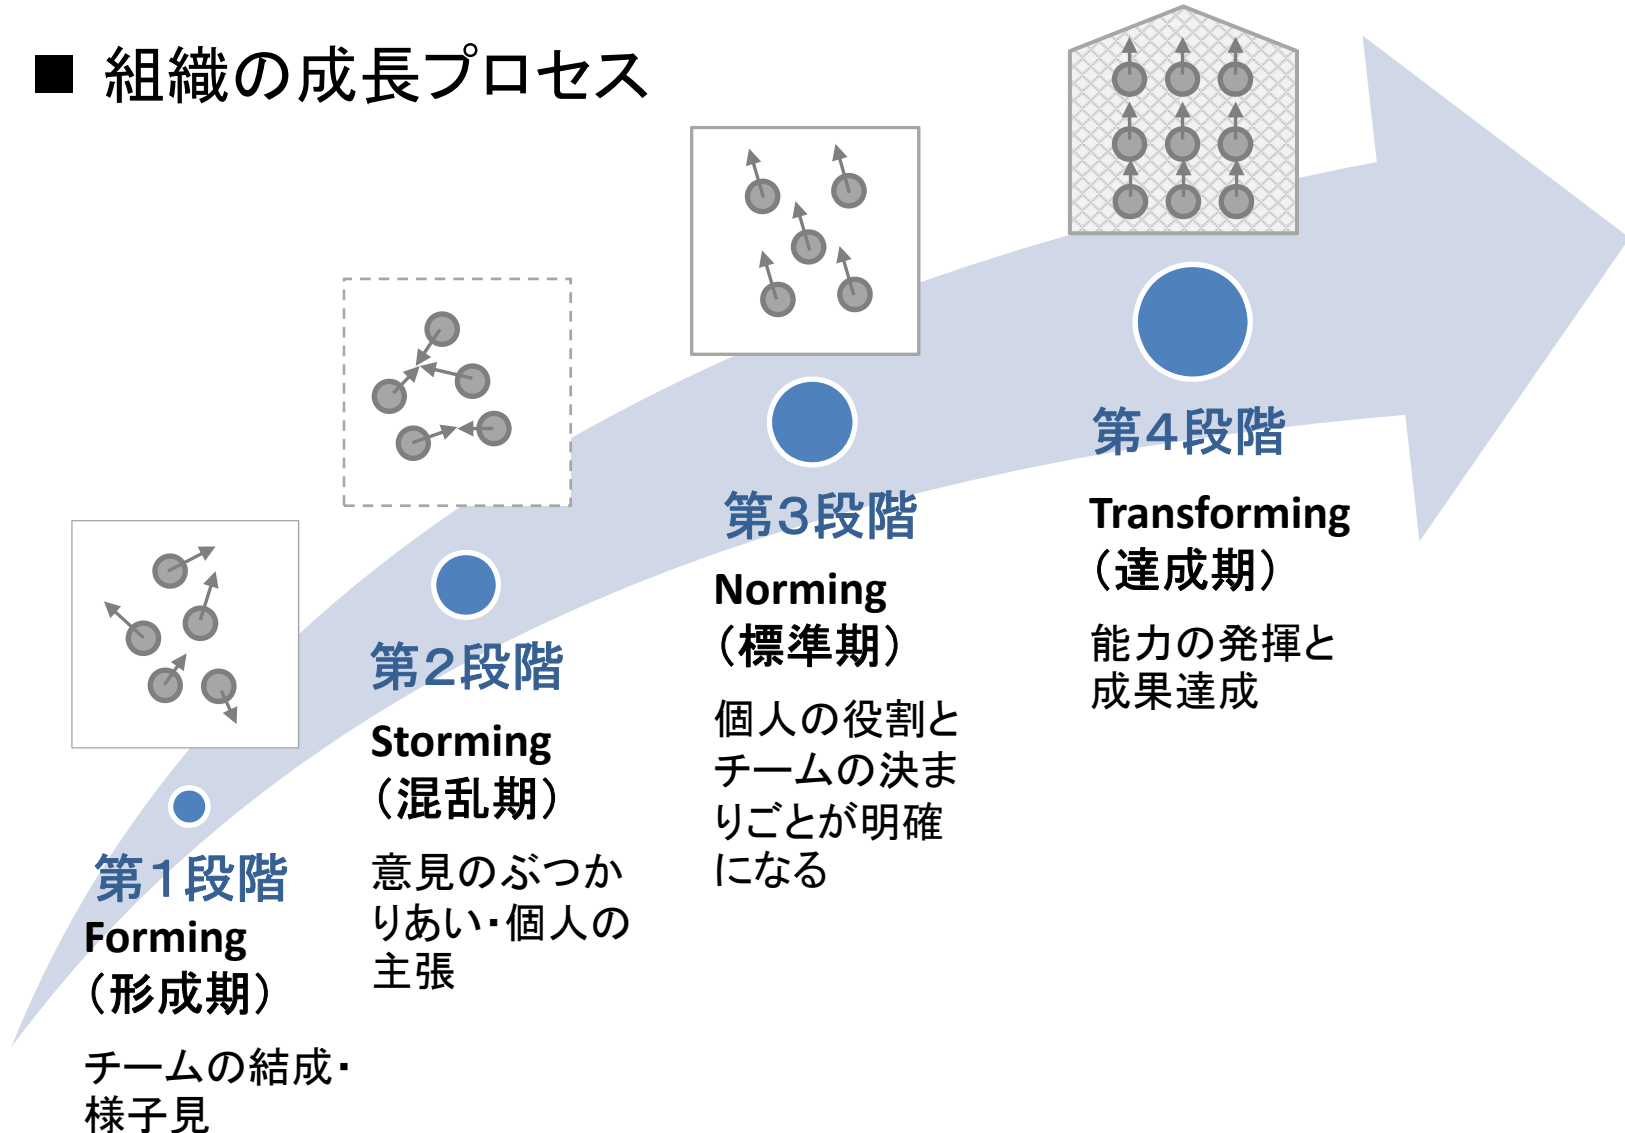 ■ 組織の成長プロセス
第１段階
Forming
（形成期）
チームの結成・
様子見
第２段階
Storming
（混乱期）
意見のぶつか
りあい・個人の
主張
第３段階
Norming
（標準期）
個人の役割と
チームの決ま
りごとが明確
になる
第４段階
Transforming
（達成期）
能力の発揮と
成果達成